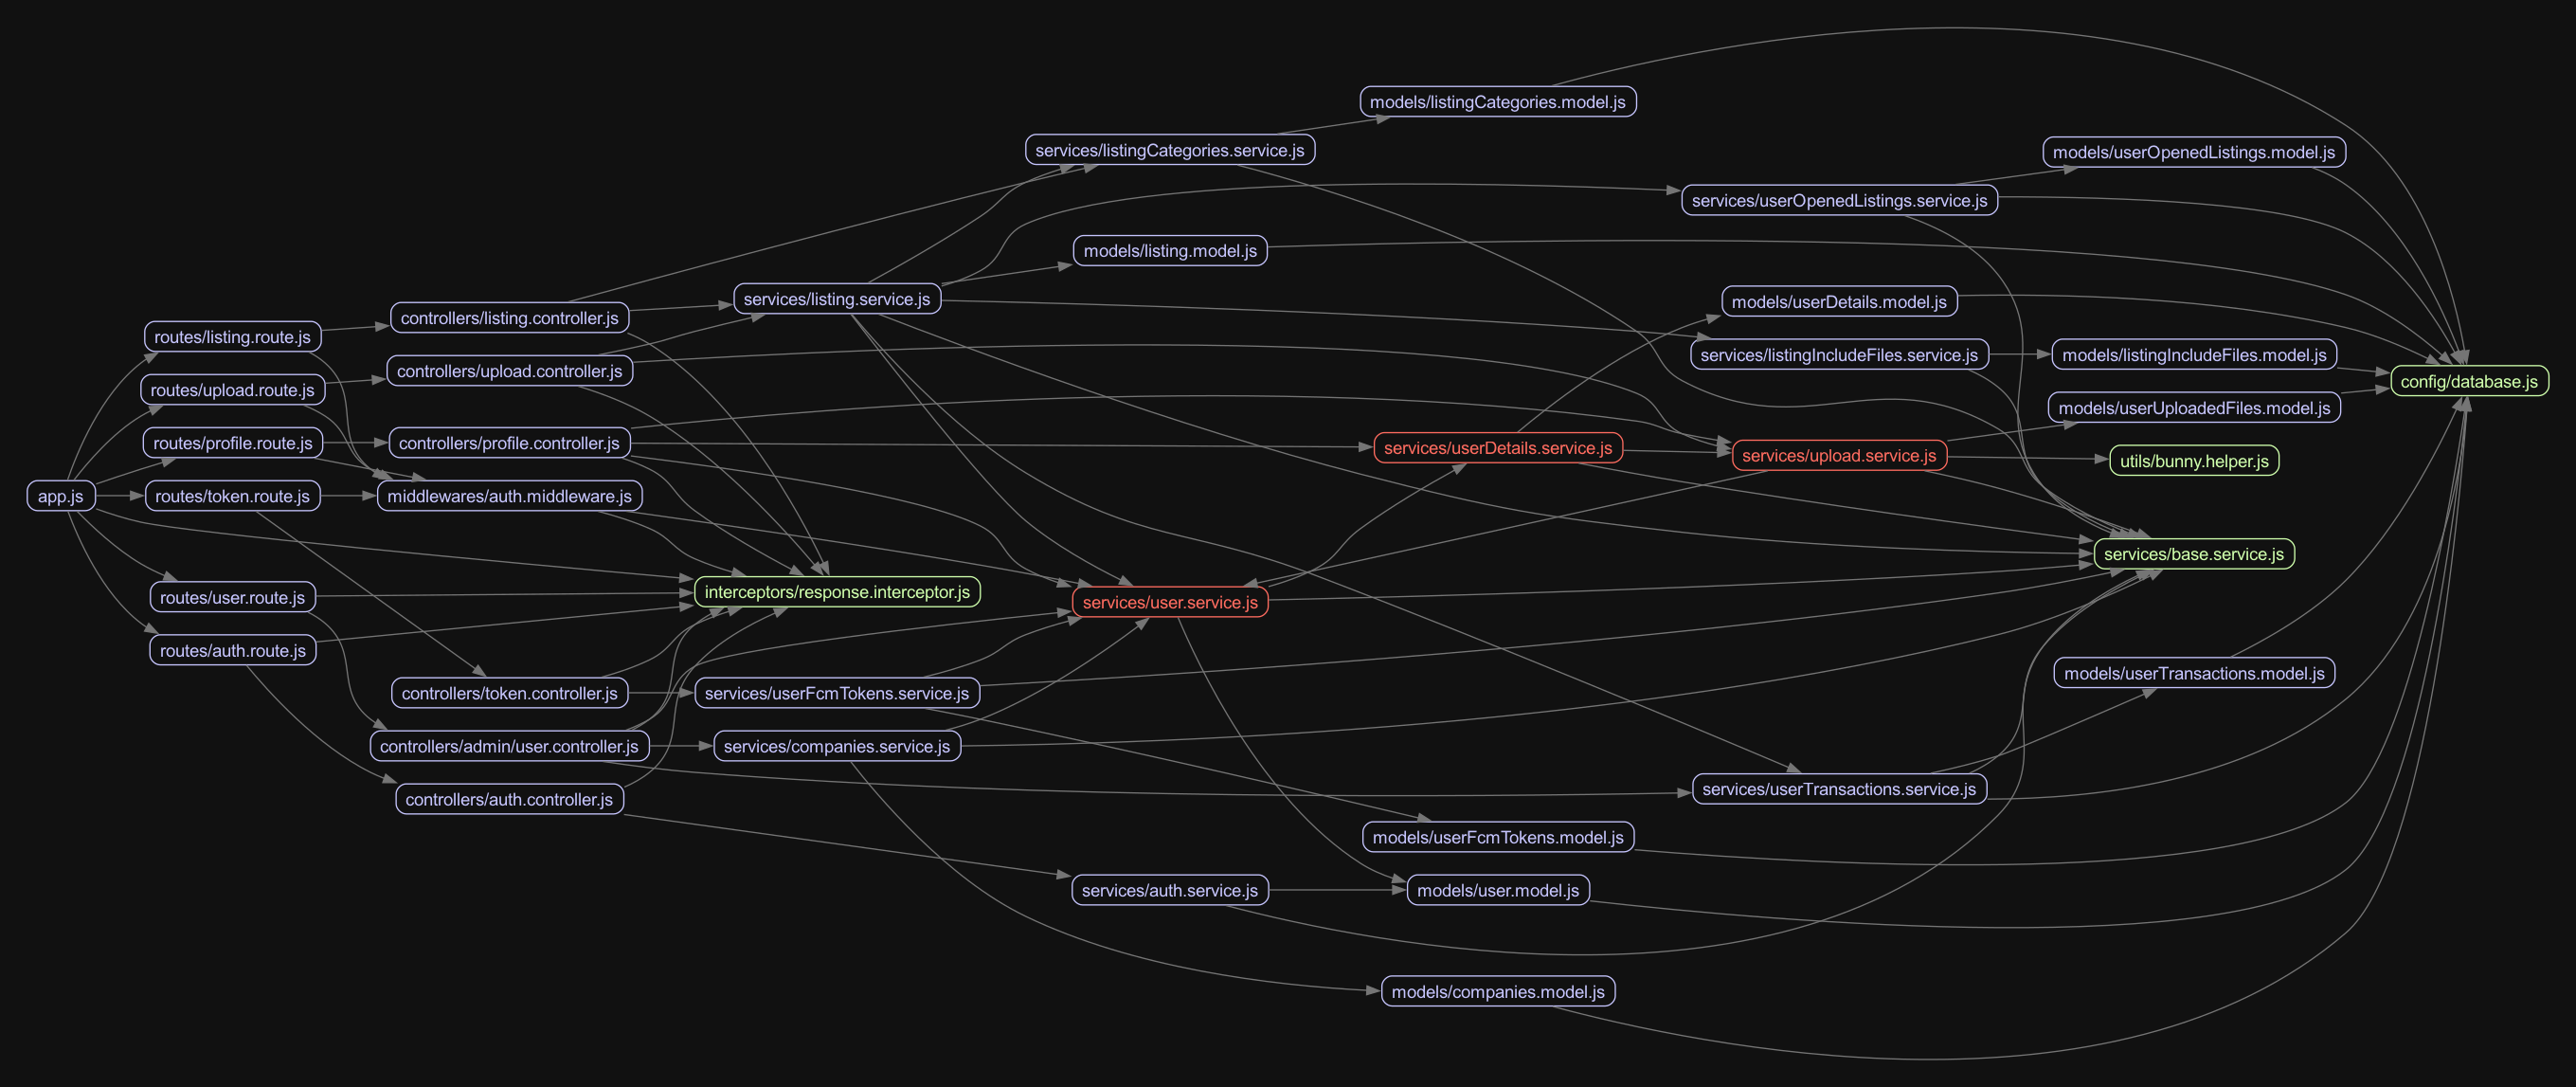 models/listingCategories.model.js
services/listingCategories.service.js
models/userOpenedListings.model.js
services/userOpenedListings.service.js
models/listing.model.js
services/listing.service.js
models/userDetails.model.js
controllers/listing.controller.js
routes/listing.route.js
services/listingIncludeFiles.service.js
models/listingIncludeFiles.model.js
controllers/upload.controller.js
config/database.js
routes/upload.route.js
models/userUploadedFiles.model.js
routes/profile.route.js
controllers/profile.controller.js
services/userDetails.service.js
services/upload.service.js
utils/bunny.helper.js
app.js
routes/token.route.js
middlewares/auth.middleware.js
services/base.service.js
routes/user.route.js
interceptors/response.interceptor.js
services/user.service.js
routes/auth.route.js
models/userTransactions.model.js
controllers/token.controller.js
services/userFcmTokens.service.js
controllers/admin/user.controller.js
services/companies.service.js
services/userTransactions.service.js
controllers/auth.controller.js
models/userFcmTokens.model.js
services/auth.service.js
models/user.model.js
models/companies.model.js